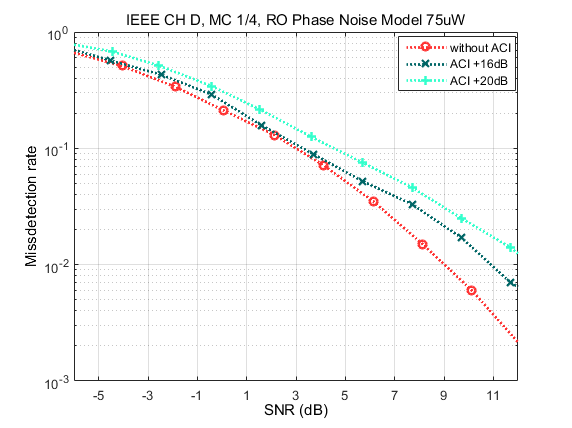 IEEE CH D, MC 1/4, RO Phase Noise Model 75uW
without ACI
ACI +16dB
ACI +20dB
Missdetection rate
10^0
10^-1
10^-2
10^-3
-5 -3 -1 1 3 5 7 9 11
SNR (dB)